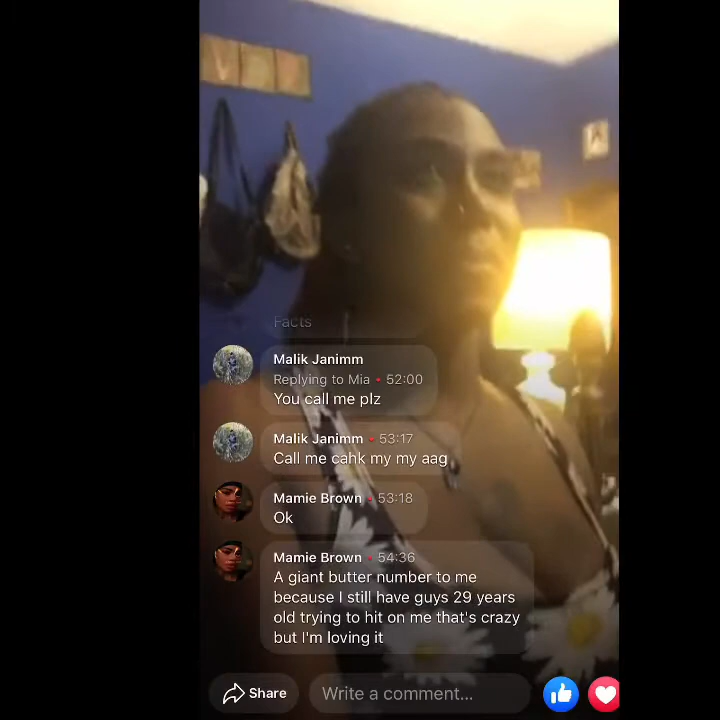 Facts
Malik Janimm
Replying to Mia • 52:00
You call me plz
Malik Janimm • 53:17
Call me cahk my my aag
Mamie Brown • 53:18
Ok
Mamie Brown • 54:36
A giant butter number to me
because I still have guys 29 years
old trying to hit on me that's crazy
but I'm loving it
Share
Write a comment...